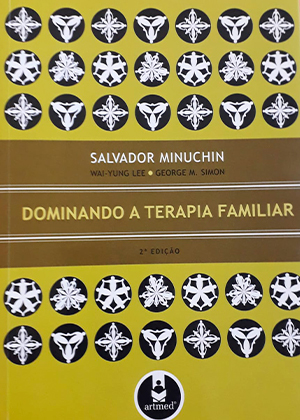 SALVADOR MINUCHIN
WAI-YUNG LEE • GEORGE M. SIMON
DOMINANDO A TERAPIA FAMILIAR
2ª EDIÇÃO
artmed®